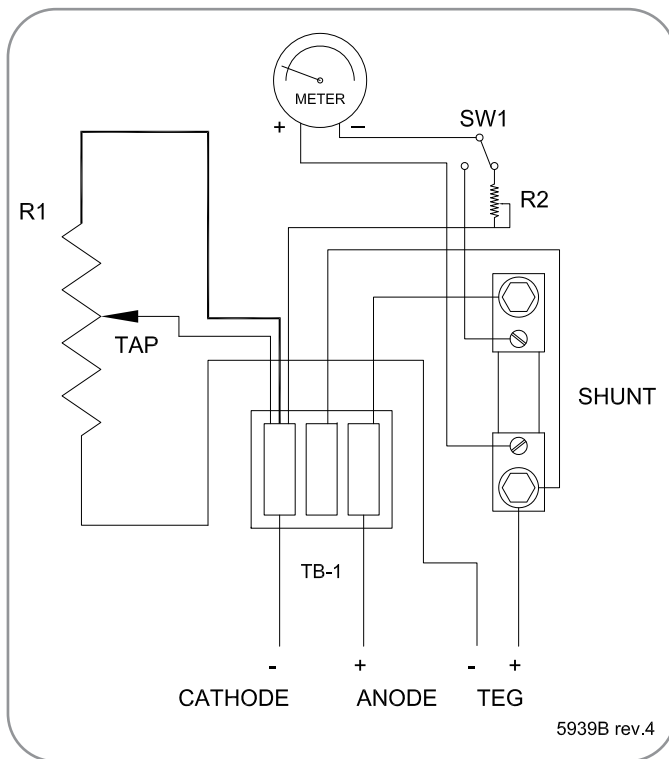 METER
+ –
SW1
R1
R2
TAP
SHUNT
TB-1
- + - +
CATHODE ANODE TEG
5939B rev.4